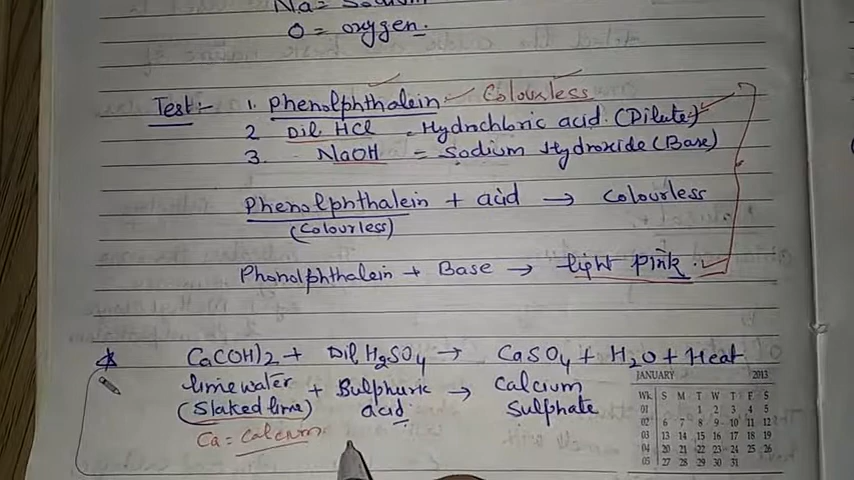 Na = Sodium
O = oxygen.
Test:- 1. Phenolphthalein Colourless
2 Dil HCl = Hydrochloric acid. (Dilute)
3. NaOH = Sodium Hydroxide (Base)
Phenolphthalein + acid → Colourless
(Colourless)
Phonolphthalein + Base → light pink.
Ca(OH)2 + Dil H2SO4 → CaSO4 + H2O + Heat
limewater + Sulphuric → Calcium
(Slaked lime) acid Sulphate
Ca = Calcium
JANUARY 2013
Wk S M T W T F S
01 1 2 3 4 5
02 6 7 8 9 10 11 12
03 13 14 15 16 17 18 19
04 20 21 22 23 24 25 26
05 27 28 29 30 31